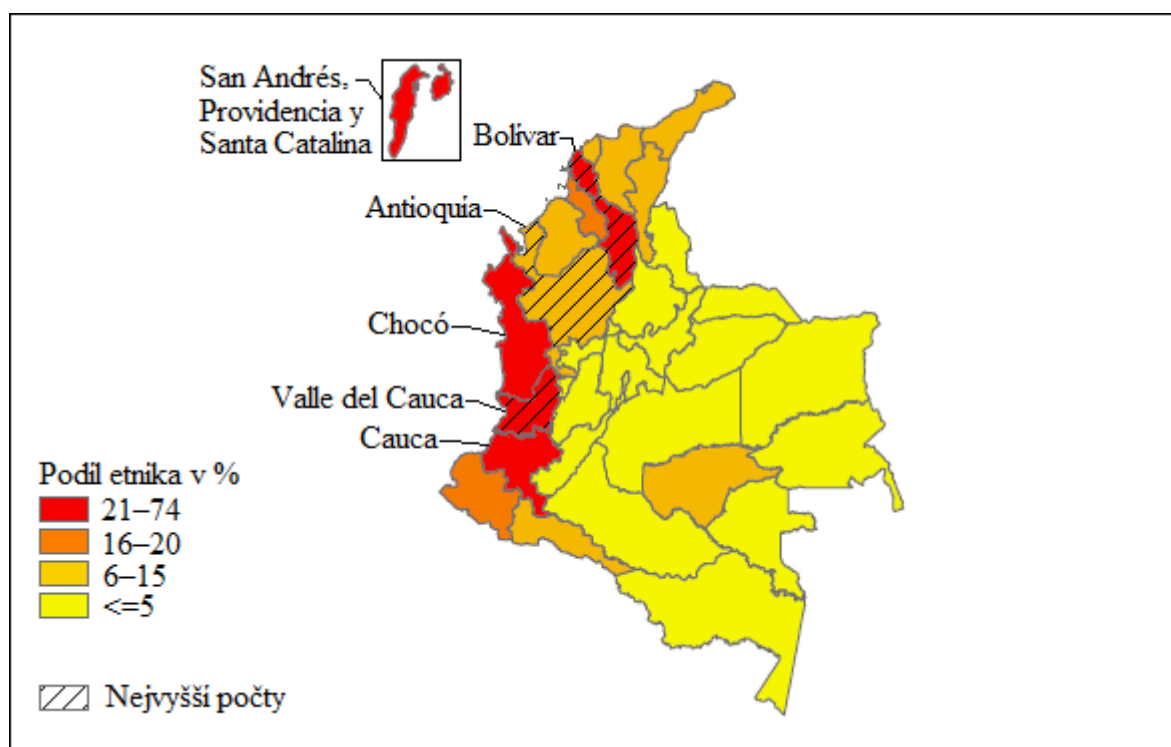 San Andrés,
Providencia y
Santa Catalina
Bolívar
Antioquia
Chocó
Valle del Cauca
Cauca
Podíl etnika v %
21–74
16–20
6–15
<=5
Nejvyšší počty